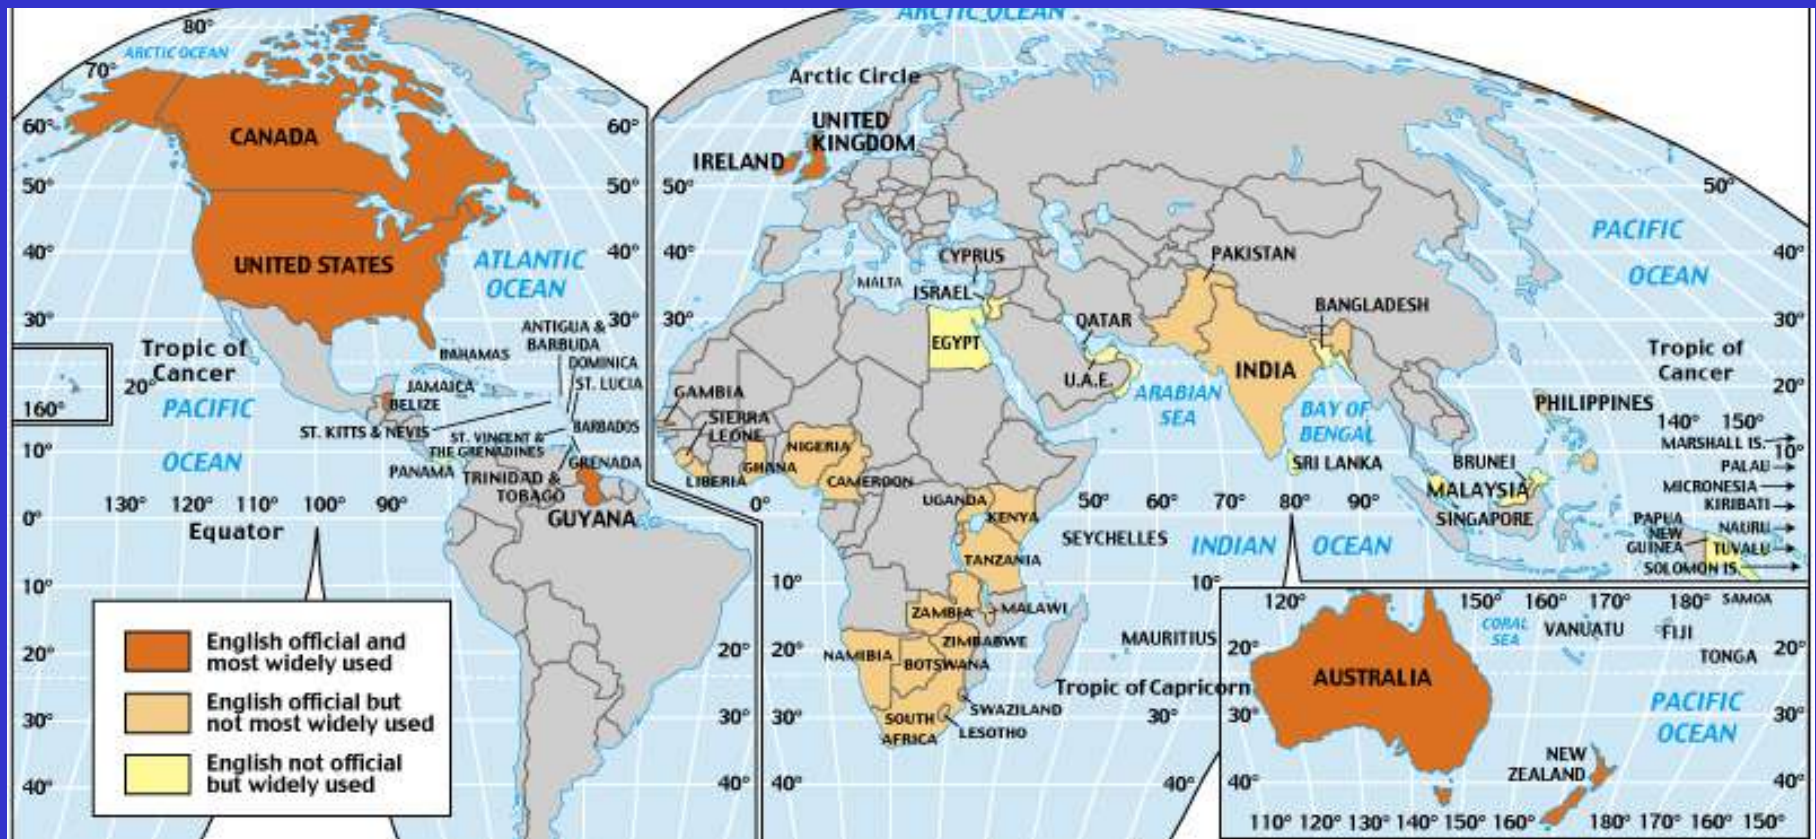 80°
ARCTIC OCEAN
70°
60°
CANADA
50°
40°
UNITED STATES
ATLANTIC
OCEAN
30°
60°
50°
40°
30°
Tropic of
Cancer
20°
160°
PACIFIC
OCEAN
10°
BAHAMAS
JAMAICA
BELIZE
ANTIGUA &
BARBUDA
DOMINICA
ST. LUCIA
ST. KITTS & NEVIS
ST. VINCENT &
THE GRENADINES
BARBADOS
GRENADA
PANAMA
TRINIDAD &
TOBAGO
GUYANA
130° 120° 110° 100° 90°
0°
Equator
10°
20°
30°
40°
20°
30°
40°
English official and
most widely used
English official but
not most widely used
English not official
but widely used
ARCTIC OCEAN
Arctic Circle
UNITED
KINGDOM
IRELAND
50°
40°
30°
50°
PACIFIC
OCEAN
40°
30°
20°
10°
CYPRUS
MALTA
ISRAEL
EGYPT
QATAR
U.A.E.
PAKISTAN
BANGLADESH
INDIA
ARABIAN
SEA
BAY OF
BENGAL
Tropic of
Cancer
GAMBIA
SIERRA
LEONE
LIBERIA
GHANA
NIGERIA
CAMEROON
UGANDA
KENYA
TANZANIA
SEYCHELLES
SRI LANKA
PHILIPPINES
140° 150°
MARSHALL IS.
PALAU
MICRONESIA
KIRIBATI
BRUNEI
MALAYSIA
SINGAPORE
PAPUA
NEW
GUINEA
NAURU
TUVALU
SOLOMON IS.
0°
50° 60° 70° 80° 90°
INDIAN OCEAN
10°
10°
20°
30°
40°
ZAMBIA
MALAWI
ZIMBABWE
NAMIBIA
BOTSWANA
SWAZILAND
LESOTHO
SOUTH
AFRICA
MAURITIUS
Tropic of Capricorn
30°
40°
120°
150° 160° 170° 180°
SAMOA
CORAL
SEA
VANUATU
FIJI
TONGA
20°
20°
AUSTRALIA
PACIFIC
OCEAN
30°
30°
NEW
ZEALAND
40°
40°
110° 120° 130° 140° 150° 160° 170° 180° 170° 160° 150°